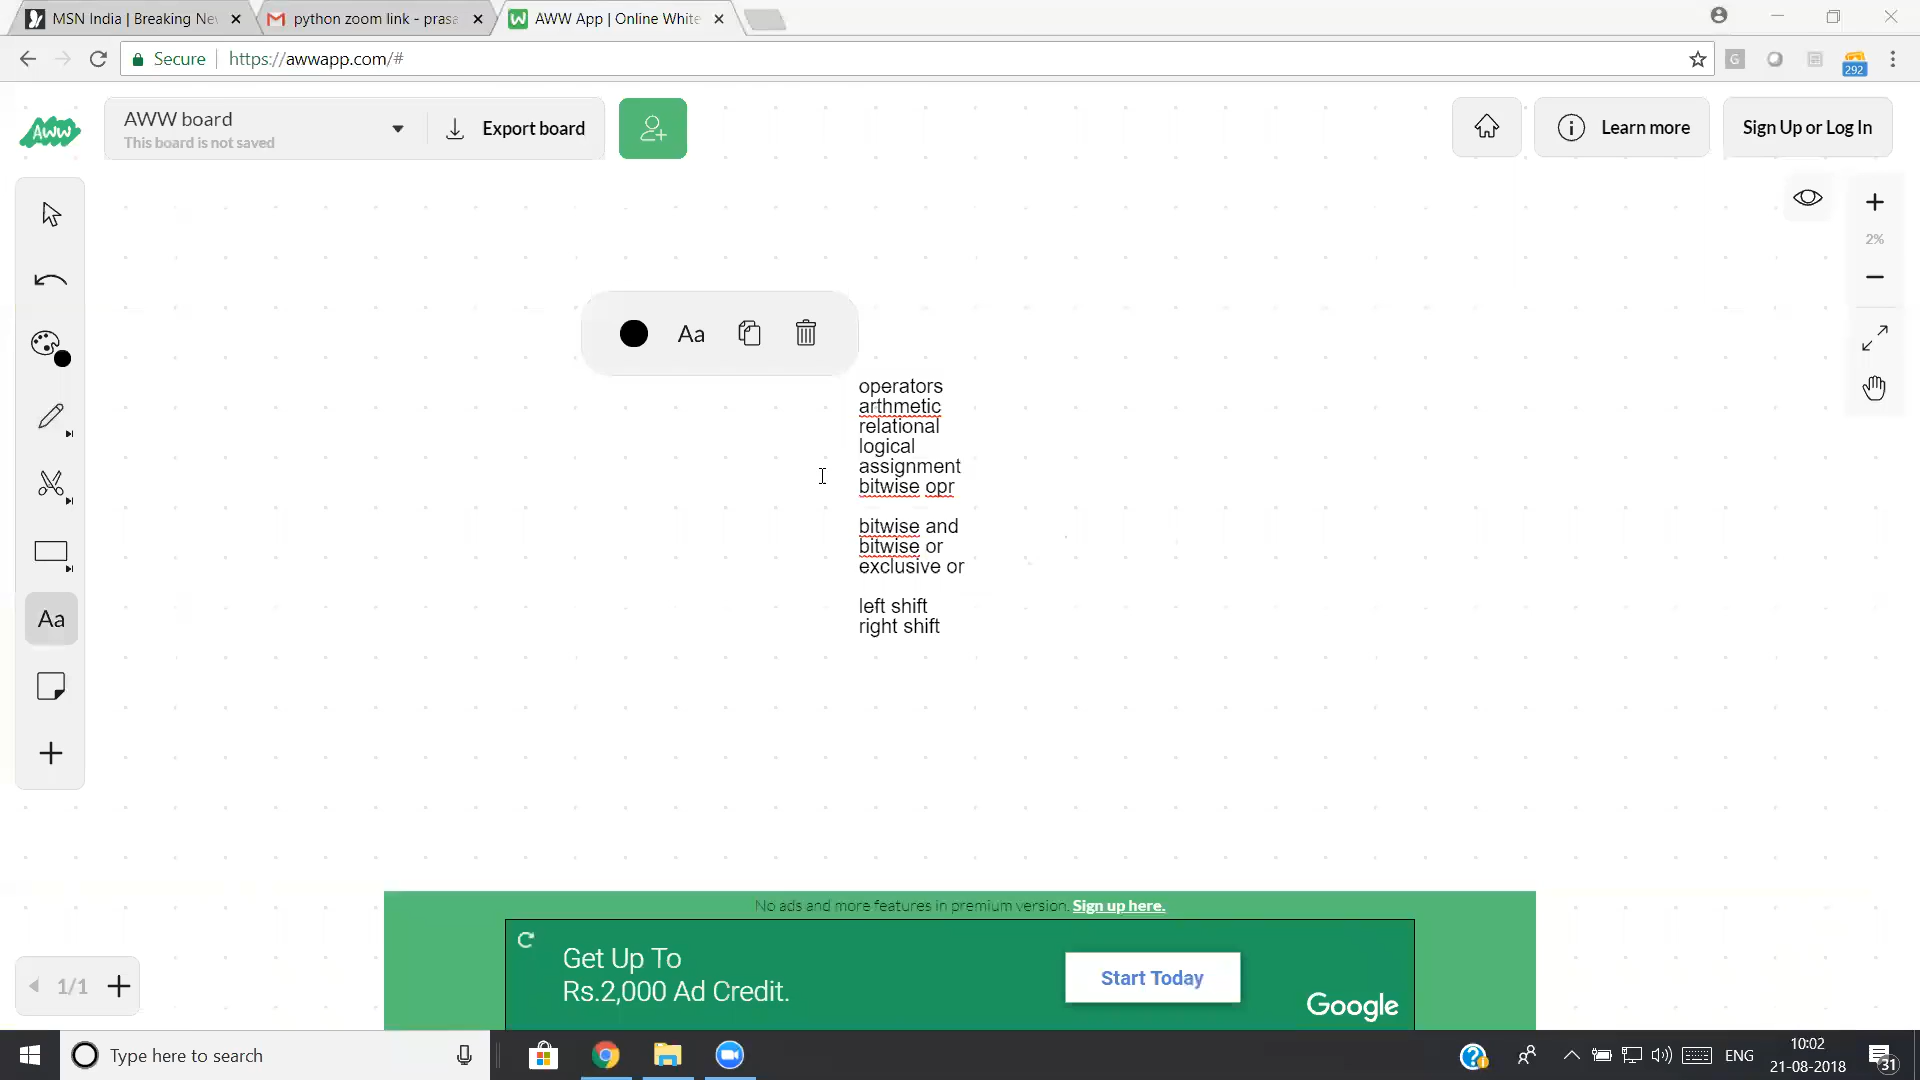 MSN India | Breaking Nev
python zoom link - prasa
AWW App | Online White
Secure
https://awwapp.com/#
292
AWW
AWW board
This board is not saved
Export board
Learn more
Sign Up or Log In
2%
Aa
operators
arthmetic
relational
logical
assignment
bitwise opr
bitwise and
bitwise or
exclusive or
left shift
right shift
Aa
No ads and more features in premium version. Sign up here.
Get Up To
Rs.2,000 Ad Credit.
Start Today
Google
1/1
Type here to search
ENG
10:02
21-08-2018
31